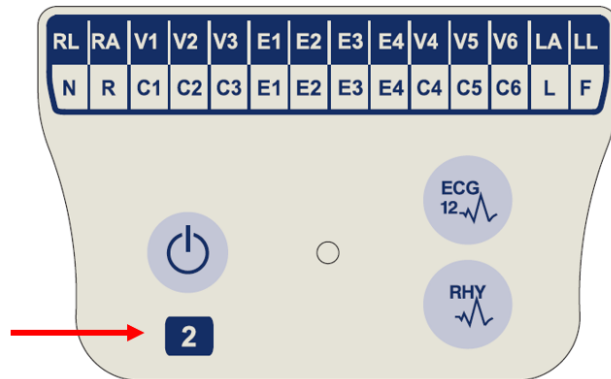 RL RA V1 V2 V3 E1 E2 E3 E4 V4 V5 V6 LA LL
N R C1 C2 C3 E1 E2 E3 E4 C4 C5 C6 L F
ECG
12
RHY
2